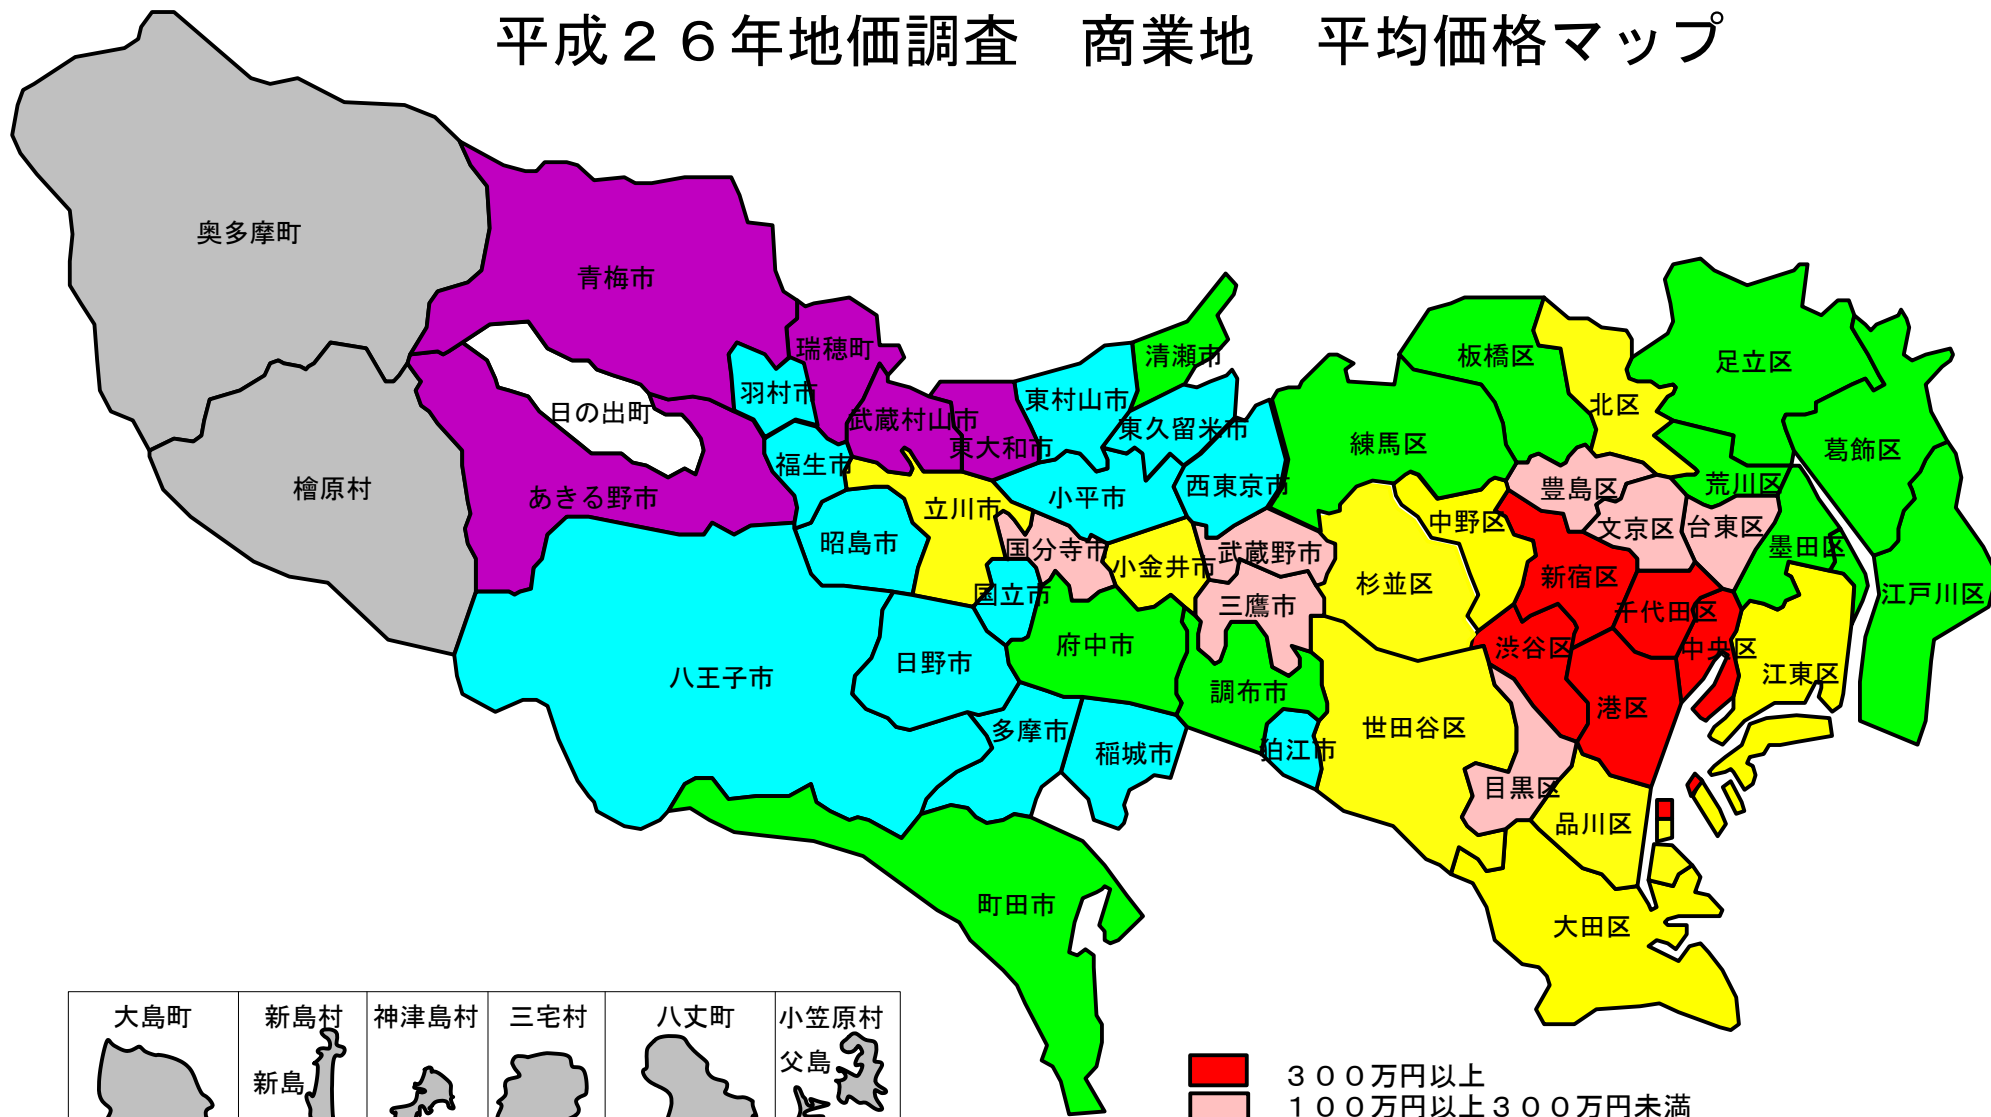 平成２６年地価調査　商業地　平均価格マップ
奥多摩町
青梅市
瑞穂町
清瀬市
板橋区
足立区
羽村市
日の出町
東村山市
北区
武蔵村山市
東大和市
東久留米市
練馬区
葛飾区
福生市
檜原村
あきる野市
小平市
西東京市
豊島区
荒川区
立川市
中野区
文京区
台東区
昭島市
国分寺市
武蔵野市
墨田区
小金井市
杉並区
新宿区
国立市
三鷹市
千代田区
江戸川区
府中市
渋谷区
中央区
八王子市
日野市
江東区
調布市
港区
多摩市
世田谷区
稲城市
狛江市
目黒区
品川区
町田市
大田区
大島町
新島村
神津島村
三宅村
八丈町
小笠原村
父島
新島
３００万円以上
１００万円以上３００万円未満